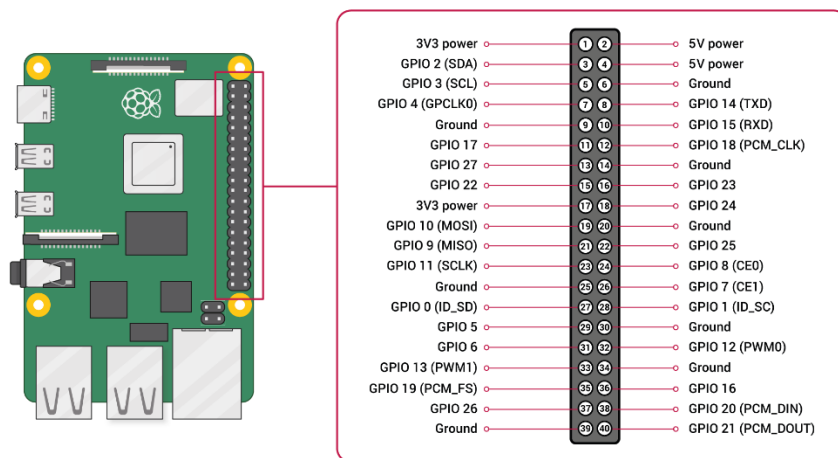 3V3 power 1 2 5V power
GPIO 2 (SDA) 3 4 5V power
GPIO 3 (SCL) 5 6 Ground
GPIO 4 (GPCLK0) 7 8 GPIO 14 (TXD)
Ground 9 10 GPIO 15 (RXD)
GPIO 17 11 12 GPIO 18 (PCM_CLK)
GPIO 27 13 14 Ground
GPIO 22 15 16 GPIO 23
3V3 power 17 18 GPIO 24
GPIO 10 (MOSI) 19 20 Ground
GPIO 9 (MISO) 21 22 GPIO 25
GPIO 11 (SCLK) 23 24 GPIO 8 (CE0)
Ground 25 26 GPIO 7 (CE1)
GPIO 0 (ID_SD) 27 28 GPIO 1 (ID_SC)
GPIO 5 29 30 Ground
GPIO 6 31 32 GPIO 12 (PWM0)
GPIO 13 (PWM1) 33 34 Ground
GPIO 19 (PCM_FS) 35 36 GPIO 16
GPIO 26 37 38 GPIO 20 (PCM_DIN)
Ground 39 40 GPIO 21 (PCM_DOUT)